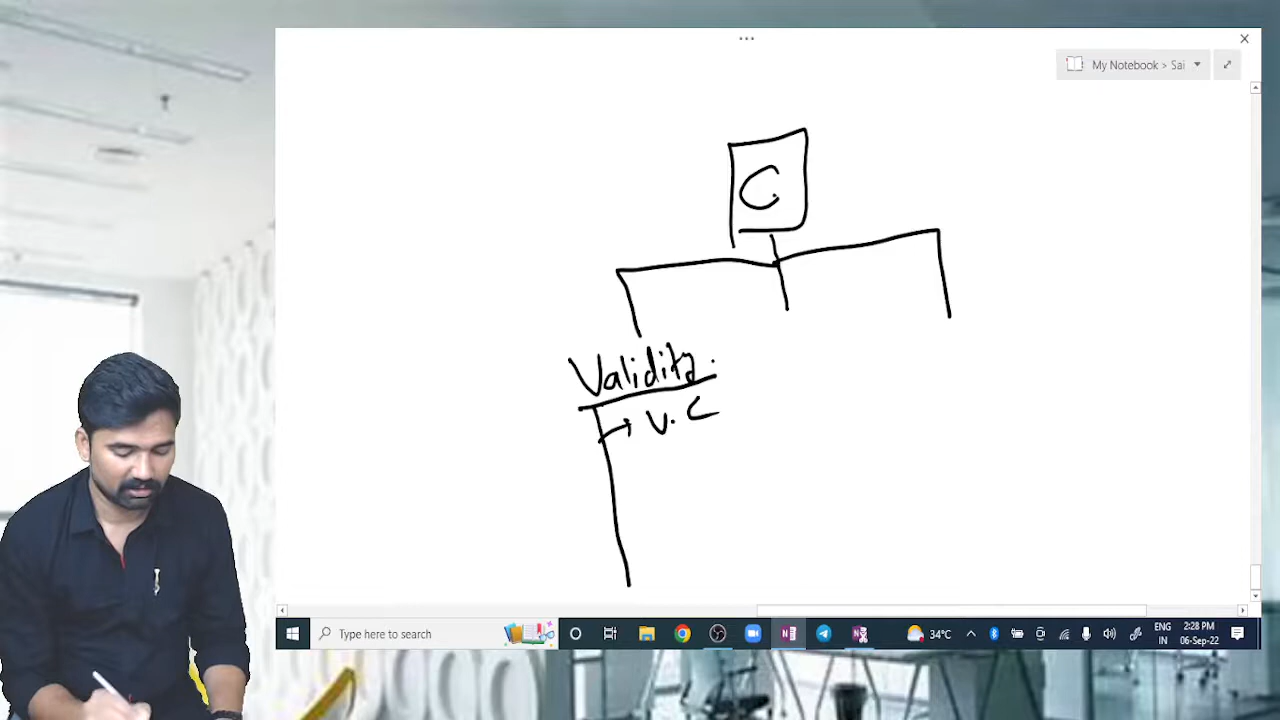 My Notebook > Sai
C
Validity.
→ V.C
Type here to search
34°C
ENG
IN
2:28 PM
06-Sep-22